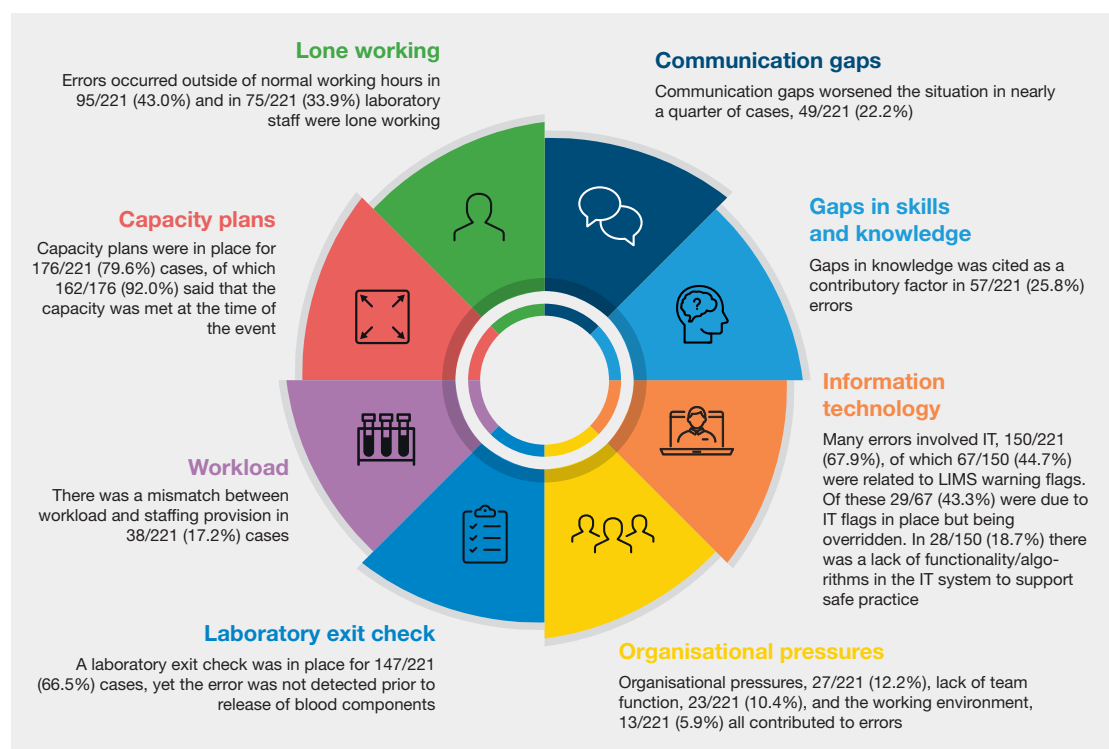 Lone working
Errors occurred outside of normal working hours in
95/221 (43.0%) and in 75/221 (33.9%) laboratory
staff were lone working
Communication gaps
Communication gaps worsened the situation in nearly
a quarter of cases, 49/221 (22.2%)
Capacity plans
Capacity plans were in place for
176/221 (79.6%) cases, of which
162/176 (92.0%) said that the
capacity was met at the time of
the event
Gaps in skills
and knowledge
Gaps in knowledge was cited as a
contributory factor in 57/221 (25.8%)
errors
?
Information
technology
Many errors involved IT, 150/221
(67.9%), of which 67/150 (44.7%)
were related to LIMS warning flags.
Of these 29/67 (43.3%) were due to
IT flags in place but being
overridden. In 28/150 (18.7%) there
was a lack of functionality/algo-
rithms in the IT system to support
safe practice
Workload
There was a mismatch between
workload and staffing provision in
38/221 (17.2%) cases
Laboratory exit check
A laboratory exit check was in place for 147/221
(66.5%) cases, yet the error was not detected prior to
release of blood components
Organisational pressures
Organisational pressures, 27/221 (12.2%), lack of team
function, 23/221 (10.4%), and the working environment,
13/221 (5.9%) all contributed to errors